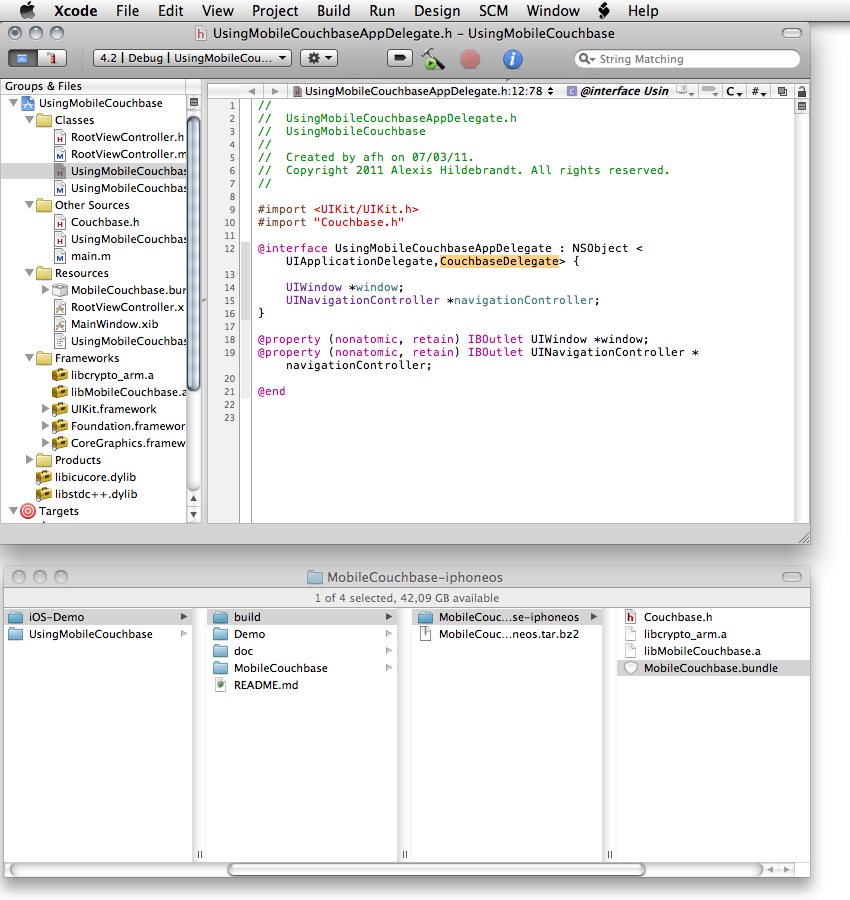 Xcode File Edit View Project Build Run Design SCM Window Help
UsingMobileCouchbaseAppDelegate.h – UsingMobileCouchbase
4.2 | Debug | UsingMobileCou... String Matching
Groups & Files
UsingMobileCouchbaseAppDelegate.h:12:78 @interface Usin C #
UsingMobileCouchbase
Classes
RootViewController.h
RootViewController.m
UsingMobileCouchbas
UsingMobileCouchbas
Other Sources
Couchbase.h
UsingMobileCouchbas
main.m
Resources
MobileCouchbase.bur
RootViewController.x
MainWindow.xib
UsingMobileCouchbas
Frameworks
libcrypto_arm.a
libMobileCouchbase.a
UIKit.framework
Foundation.framewor
CoreGraphics.framew
Products
libicucore.dylib
libstdc++.dylib
Targets
1 //
2 // UsingMobileCouchbaseAppDelegate.h
3 // UsingMobileCouchbase
4 //
5 // Created by afh on 07/03/11.
6 // Copyright 2011 Alexis Hildebrandt. All rights reserved.
7 //
8
9 #import <UIKit/UIKit.h>
10 #import "Couchbase.h"
11
12 @interface UsingMobileCouchbaseAppDelegate : NSObject <
UIApplicationDelegate,CouchbaseDelegate> {
13
14 UIWindow *window;
15 UINavigationController *navigationController;
16 }
17
18 @property (nonatomic, retain) IBOutlet UIWindow *window;
19 @property (nonatomic, retain) IBOutlet UINavigationController *
navigationController;
20
21 @end
22
23
MobileCouchbase-iphoneos
1 of 4 selected, 42,09 GB available
iOS-Demo
UsingMobileCouchbase
build
Demo
doc
MobileCouchbase
README.md
MobileCouc...se-iphoneos
MobileCouc...neos.tar.bz2
Couchbase.h
libcrypto_arm.a
libMobileCouchbase.a
MobileCouchbase.bundle